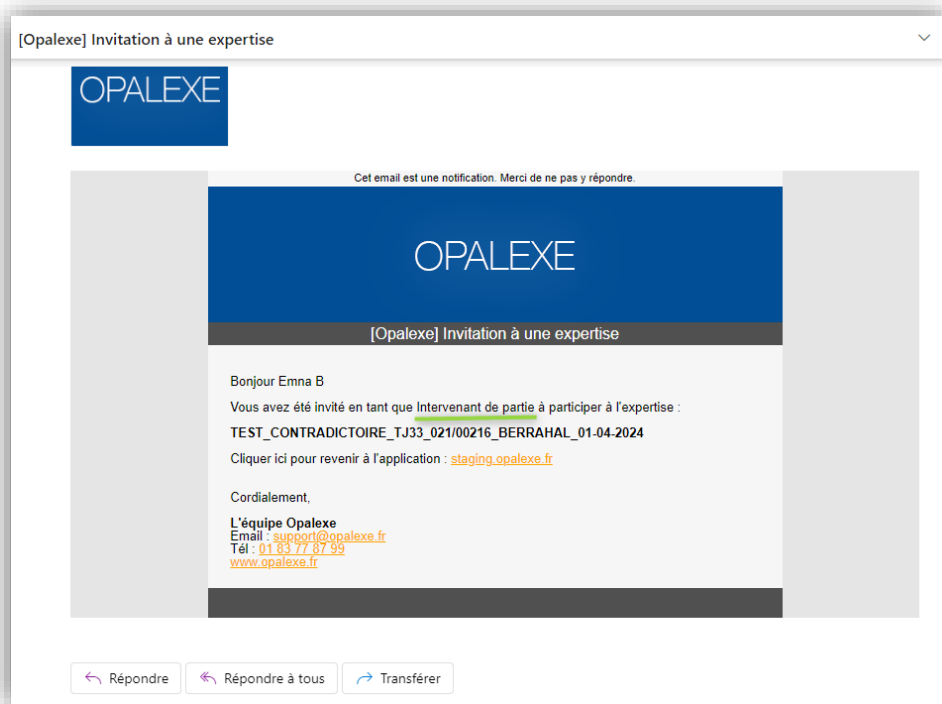 [Opalexe] Invitation à une expertise
OPALEXE
Cet email est une notification. Merci de ne pas y répondre.
OPALEXE
[Opalexe] Invitation à une expertise
Bonjour Emna B
Vous avez été invité en tant que Intervenant de partie à participer à l'expertise :
TEST_CONTRADICTOIRE_TJ33_021/00216_BERRAHAL_01-04-2024
Cliquer ici pour revenir à l'application : staging.opalexe.fr
Cordialement,
L'équipe Opalexe
Email : support@opalexe.fr
Tél : 01 83 77 87 99
www.opalexe.fr
Répondre Répondre à tous Transférer